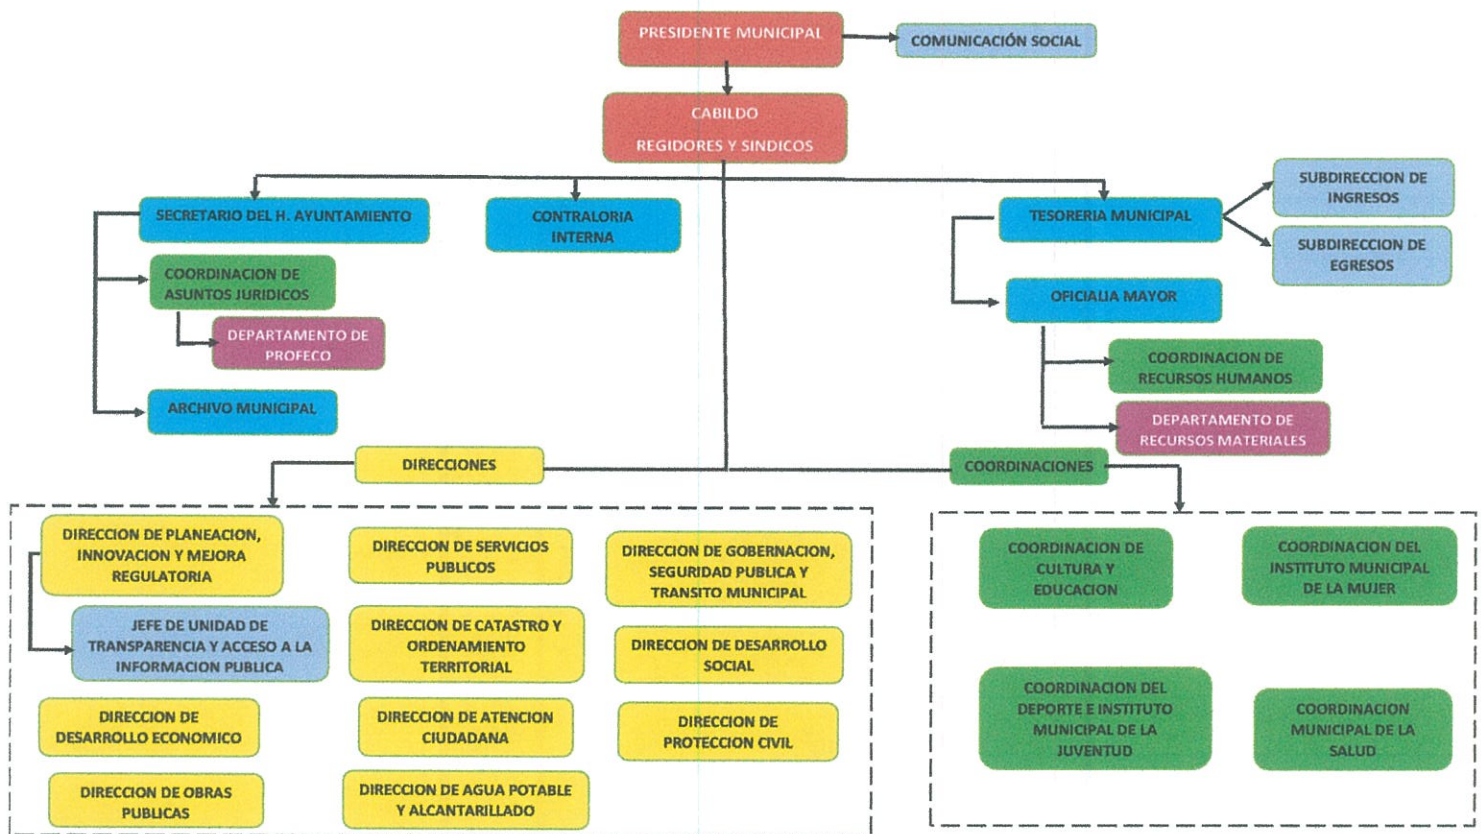 PRESIDENTE MUNICIPAL
COMUNICACIÓN SOCIAL
CABILDO
REGIDORES Y SINDICOS
SECRETARIO DEL H. AYUNTAMIENTO
CONTRALORIA
INTERNA
TESORERIA MUNICIPAL
SUBDIRECCION DE
INGRESOS
SUBDIRECCION DE
EGRESOS
COORDINACION DE
ASUNTOS JURIDICOS
DEPARTAMENTO DE
PROFECO
ARCHIVO MUNICIPAL
OFICIALIA MAYOR
COORDINACION DE
RECURSOS HUMANOS
DEPARTAMENTO DE
RECURSOS MATERIALES
DIRECCIONES
COORDINACIONES
DIRECCION DE PLANEACION,
INNOVACION Y MEJORA
REGULATORIA
JEFE DE UNIDAD DE
TRANSPARENCIA Y ACCESO A LA
INFORMACION PUBLICA
DIRECCION DE
DESARROLLO ECONOMICO
DIRECCION DE OBRAS
PUBLICAS
DIRECCION DE SERVICIOS
PUBLICOS
DIRECCION DE CATASTRO Y
ORDENAMIENTO
TERRITORIAL
DIRECCION DE ATENCION
CIUDADANA
DIRECCION DE AGUA POTABLE
Y ALCANTARILLADO
DIRECCION DE GOBERNACION,
SEGURIDAD PUBLICA Y
TRANSITO MUNICIPAL
DIRECCION DE DESARROLLO
SOCIAL
DIRECCION DE
PROTECCION CIVIL
COORDINACION DE
CULTURA Y
EDUCACION
COORDINACION DEL
INSTITUTO MUNICIPAL
DE LA MUJER
COORDINACION DEL
DEPORTE E INSTITUTO
MUNICIPAL DE LA
JUVENTUD
COORDINACION
MUNICIPAL DE LA
SALUD